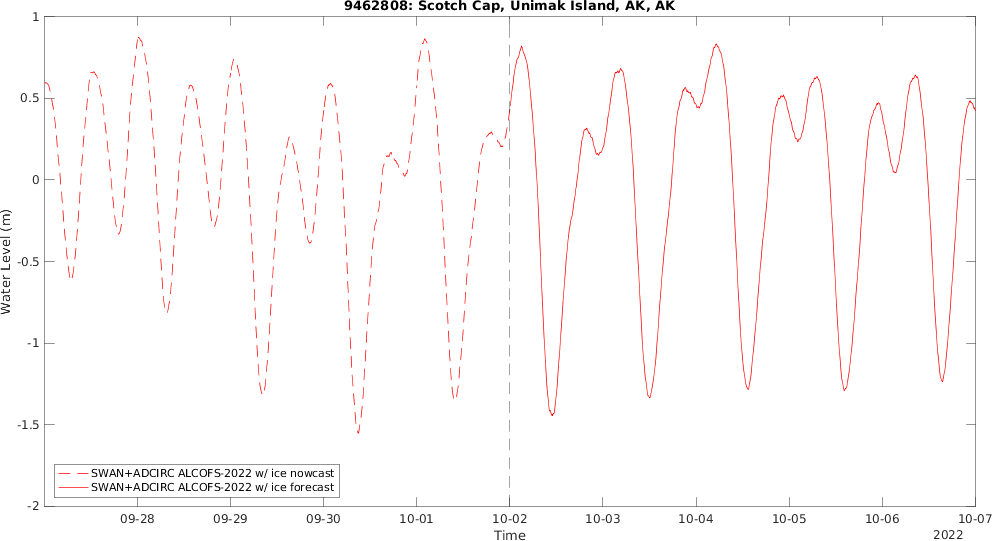 9462808: Scotch Cap, Unimak Island, AK, AK
Water Level (m)
1
0.5
0
-0.5
-1
-1.5
-2
SWAN+ADCIRC ALCOFS-2022 w/ ice nowcast
SWAN+ADCIRC ALCOFS-2022 w/ ice forecast
09-28 09-29 09-30 10-01 10-02 10-03 10-04 10-05 10-06 10-07
Time
2022